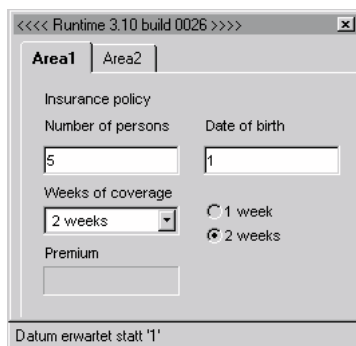 <<<< Runtime 3.10 build 0026 >>>>
Area1 Area2
Insurance policy
Number of persons Date of birth
5 1
Weeks of coverage
2 weeks 1 week
2 weeks
Premium
Datum erwartet statt '1'